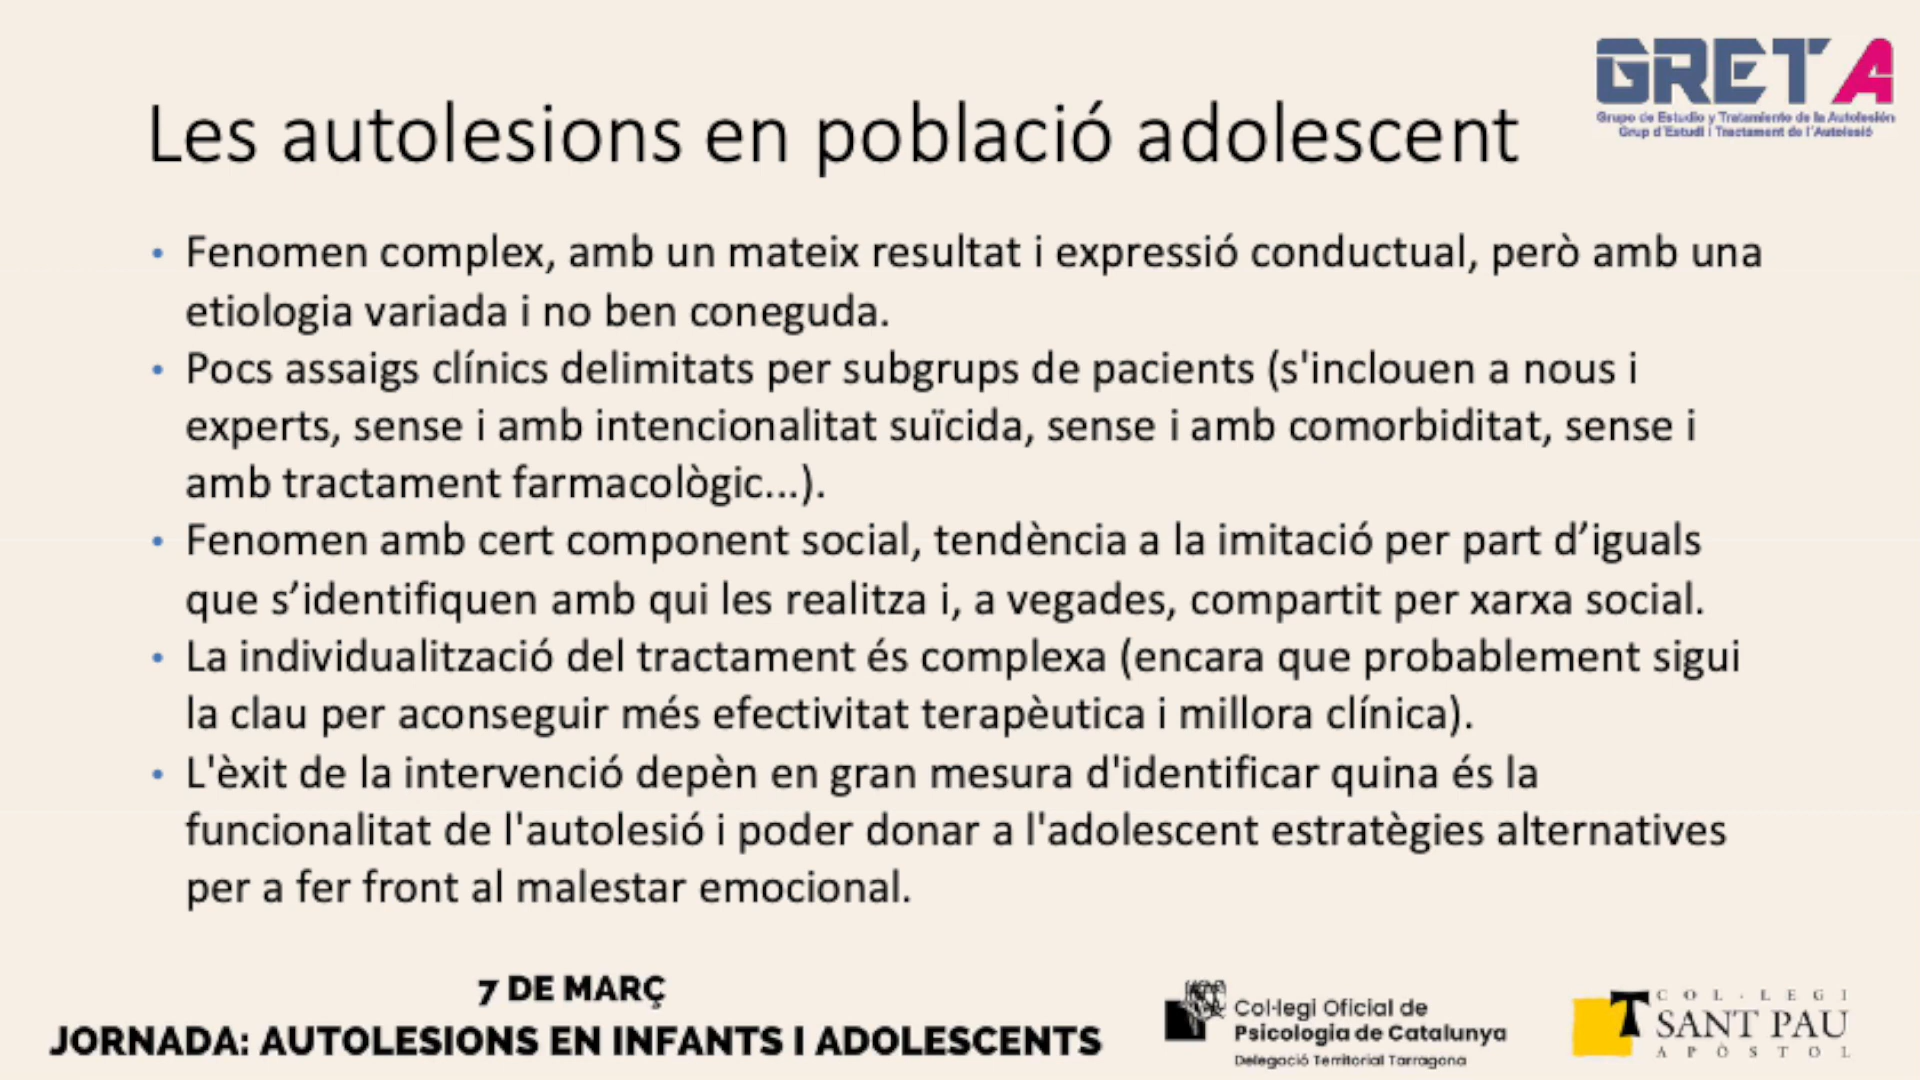 GRETA
Grupo de Estudio y Tratamiento de la Autolesión
Grup d'Estudi i Tractament de l'Autolesió
Les autolesions en població adolescent
• Fenomen complex, amb un mateix resultat i expressió conductual, però amb una
etiologia variada i no ben coneguda.
• Pocs assaigs clínics delimitats per subgrups de pacients (s'inclouen a nous i
experts, sense i amb intencionalitat suïcida, sense i amb comorbiditat, sense i
amb tractament farmacològic...).
• Fenomen amb cert component social, tendència a la imitació per part d’iguals
que s’identifiquen amb qui les realitza i, a vegades, compartit per xarxa social.
• La individualització del tractament és complexa (encara que probablement sigui
la clau per aconseguir més efectivitat terapèutica i millora clínica).
• L'èxit de la intervenció depèn en gran mesura d'identificar quina és la
funcionalitat de l'autolesió i poder donar a l'adolescent estratègies alternatives
per a fer front al malestar emocional.
7 DE MARÇ
JORNADA: AUTOLESIONS EN INFANTS I ADOLESCENTS
Col·legi Oficial de
Psicologia de Catalunya
Delegació Territorial Tarragona
COL·LEGI
SANT PAU
APÒSTOL